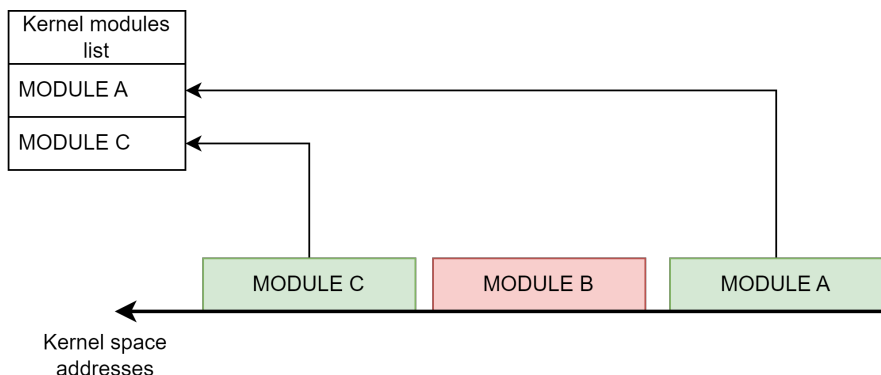 Kernel modules
list
MODULE A
MODULE C
MODULE C
MODULE B
MODULE A
Kernel space
addresses